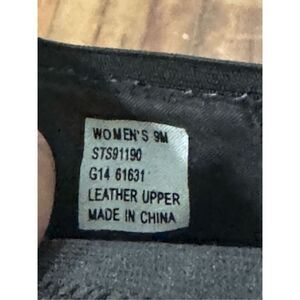 WOMEN'S 9M
STS91190
G14 61631
LEATHER UPPER
MADE IN CHINA